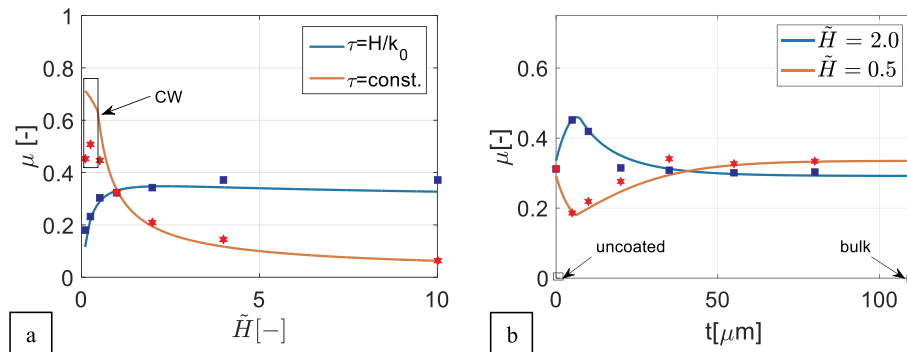 1
0.8
0.6
0.4
0.2
0
μ [-]
τ=H/k₀
τ=const.
CW
0
5
10
H̃[−]
a
0.6
0.4
0.2
0
μ[-]
H̃ = 2.0
H̃ = 0.5
uncoated
bulk
0
50
100
t[μm]
b